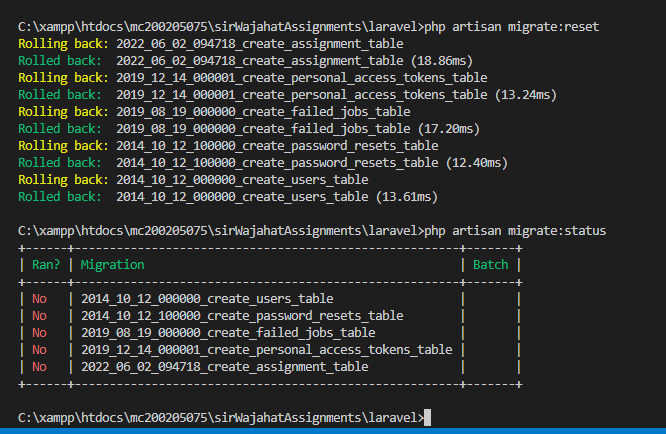 C:\xampp\htdocs\mc200205075\sirWajahatAssignments\laravel>php artisan migrate:reset
Rolling back: 2022_06_02_094718_create_assignment_table
Rolled back:  2022_06_02_094718_create_assignment_table (18.86ms)
Rolling back: 2019_12_14_000001_create_personal_access_tokens_table
Rolled back:  2019_12_14_000001_create_personal_access_tokens_table (13.24ms)
Rolling back: 2019_08_19_000000_create_failed_jobs_table
Rolled back:  2019_08_19_000000_create_failed_jobs_table (17.20ms)
Rolling back: 2014_10_12_100000_create_password_resets_table
Rolled back:  2014_10_12_100000_create_password_resets_table (12.40ms)
Rolling back: 2014_10_12_000000_create_users_table
Rolled back:  2014_10_12_000000_create_users_table (13.61ms)
C:\xampp\htdocs\mc200205075\sirWajahatAssignments\laravel>php artisan migrate:status
+------+-------------------------------------------------------+-------+
| Ran? | Migration                                             | Batch |
+------+-------------------------------------------------------+-------+
| No   | 2014_10_12_000000_create_users_table                  |       |
| No   | 2014_10_12_100000_create_password_resets_table        |       |
| No   | 2019_08_19_000000_create_failed_jobs_table            |       |
| No   | 2019_12_14_000001_create_personal_access_tokens_table |       |
| No   | 2022_06_02_094718_create_assignment_table             |       |
+------+-------------------------------------------------------+-------+
C:\xampp\htdocs\mc200205075\sirWajahatAssignments\laravel>